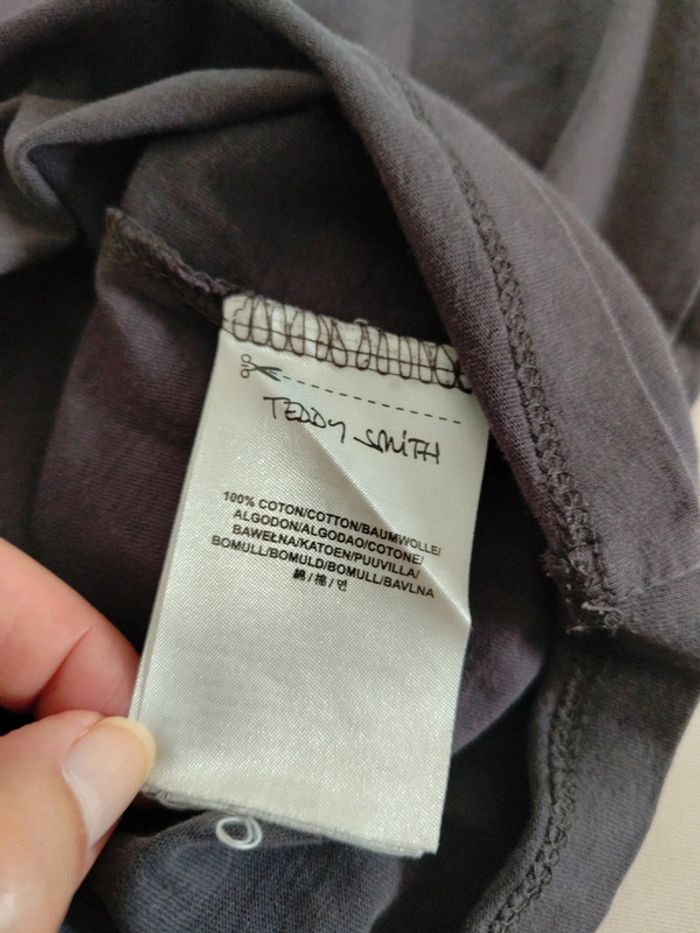 TEDDY SMITH
100% COTON/COTTON/BAUMWOLLE/
ALGODON/ALGODAO/COTONE/
BAWEŁNA/KATOEN/PUUVILLA/
BOMULL/BOMULD/BOMULL/BAVLNA
綿/棉/면